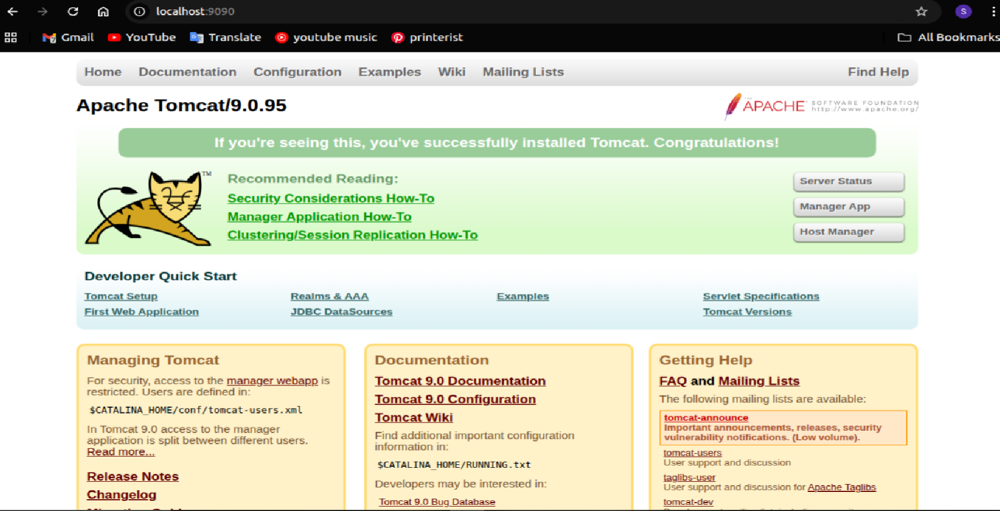 localhost:9090
S
Gmail YouTube Translate youtube music printerist All Bookmarks
Home Documentation Configuration Examples Wiki Mailing Lists Find Help
Apache Tomcat/9.0.95
THE APACHE SOFTWARE FOUNDATION
http://www.apache.org/
If you're seeing this, you've successfully installed Tomcat. Congratulations!
TM
Recommended Reading:
Security Considerations How-To
Manager Application How-To
Clustering/Session Replication How-To
Server Status
Manager App
Host Manager
Developer Quick Start
Tomcat Setup
First Web Application
Realms & AAA
JDBC DataSources
Examples
Servlet Specifications
Tomcat Versions
Managing Tomcat
For security, access to the manager webapp is
restricted. Users are defined in:
$CATALINA_HOME/conf/tomcat-users.xml
In Tomcat 9.0 access to the manager
application is split between different users.
Read more...
Release Notes
Changelog
Documentation
Tomcat 9.0 Documentation
Tomcat 9.0 Configuration
Tomcat Wiki
Find additional important configuration
information in:
$CATALINA_HOME/RUNNING.txt
Developers may be interested in:
Tomcat 9.0 Bug Database
Getting Help
FAQ and Mailing Lists
The following mailing lists are available:
tomcat-announce
Important announcements, releases, security
vulnerability notifications. (Low volume).
tomcat-users
User support and discussion
taglibs-user
User support and discussion for Apache Taglibs
tomcat-dev